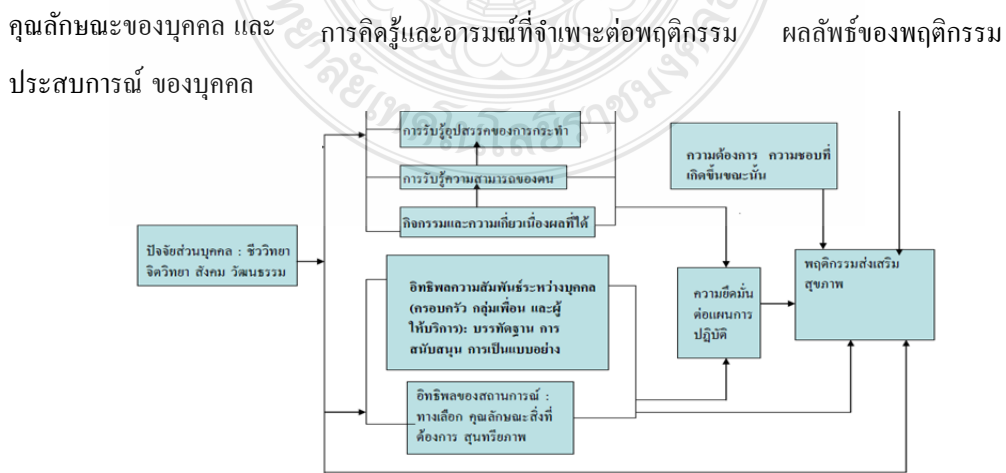 คุณลักษณะของบุคคล และ
ประสบการณ์ ของบุคคล
การคิดรู้และอารมณ์ที่จำเพาะต่อพฤติกรรม
ผลลัพธ์ของพฤติกรรม
การรับรู้อุปสรรคของการกระทำ
การรับรู้ความสามารถของตน
กิจกรรมและความเกี่ยวเนื่องผลที่ได้
ความต้องการ ความชอบที่
เกิดขึ้นขณะนั้น
ปัจจัยส่วนบุคคล : ชีววิทยา
จิตวิทยา สังคม วัฒนธรรม
อิทธิพลความสัมพันธ์ระหว่างบุคคล
(ครอบครัว กลุ่มเพื่อน และผู้
ให้บริการ): บรรทัดฐาน การ
สนับสนุน การเป็นแบบอย่าง
ความยึดมั่น
ต่อแผนการ
ปฏิบัติ
พฤติกรรมส่งเสริม
สุขภาพ
อิทธิพลของสถานการณ์ :
ทางเลือก คุณลักษณะสิ่งที่
ต้องการ สุนทรียภาพ